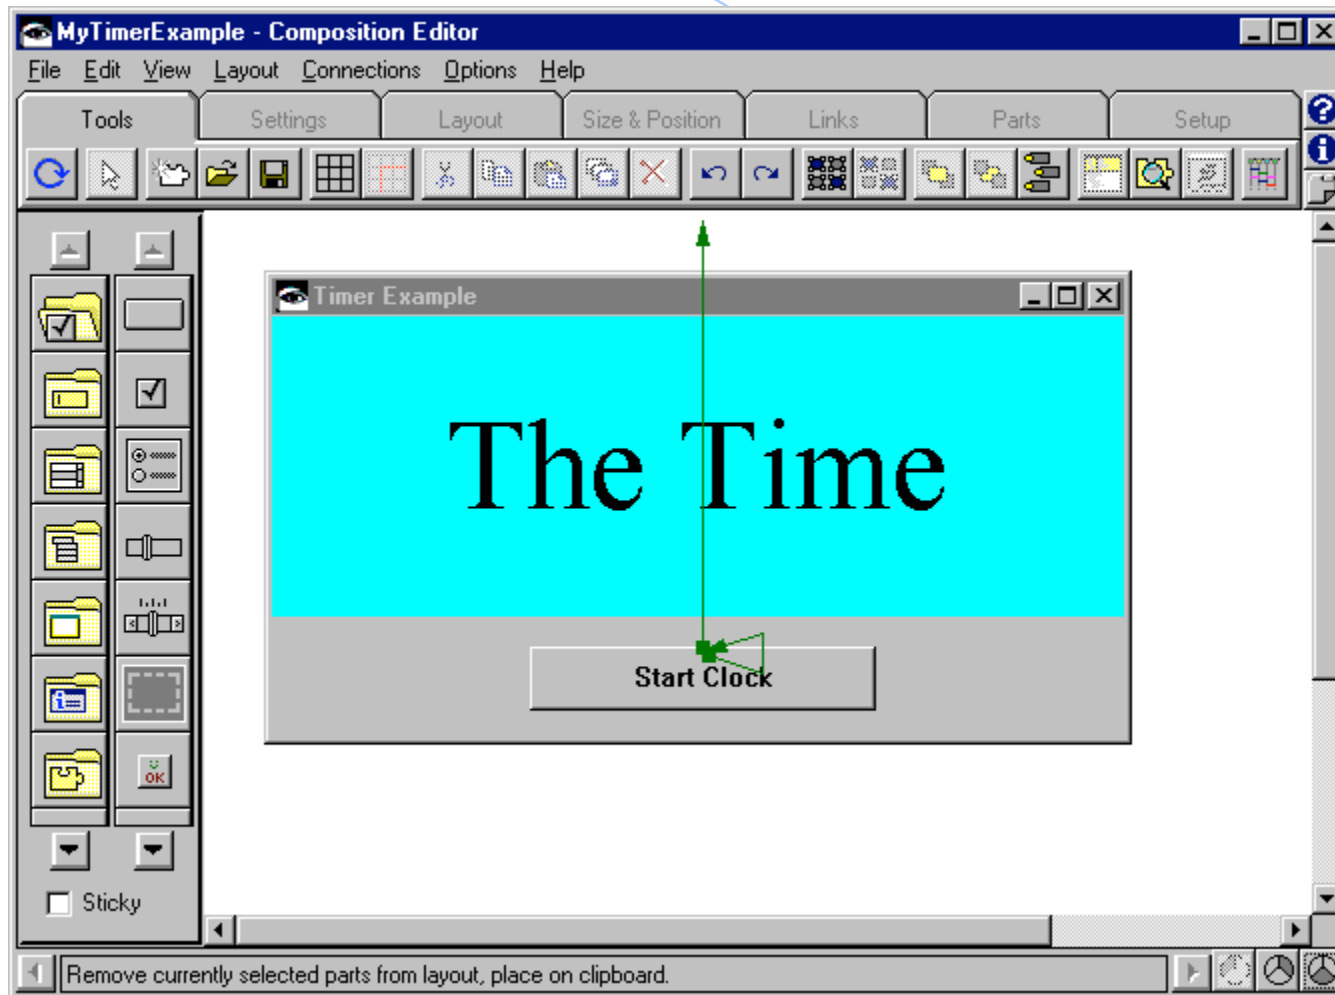 MyTimerExample - Composition Editor
File Edit View Layout Connections Options Help
Tools Settings Layout Size & Position Links Parts Setup
Timer Example
The Time
Start Clock
OK
Sticky
Remove currently selected parts from layout, place on clipboard.